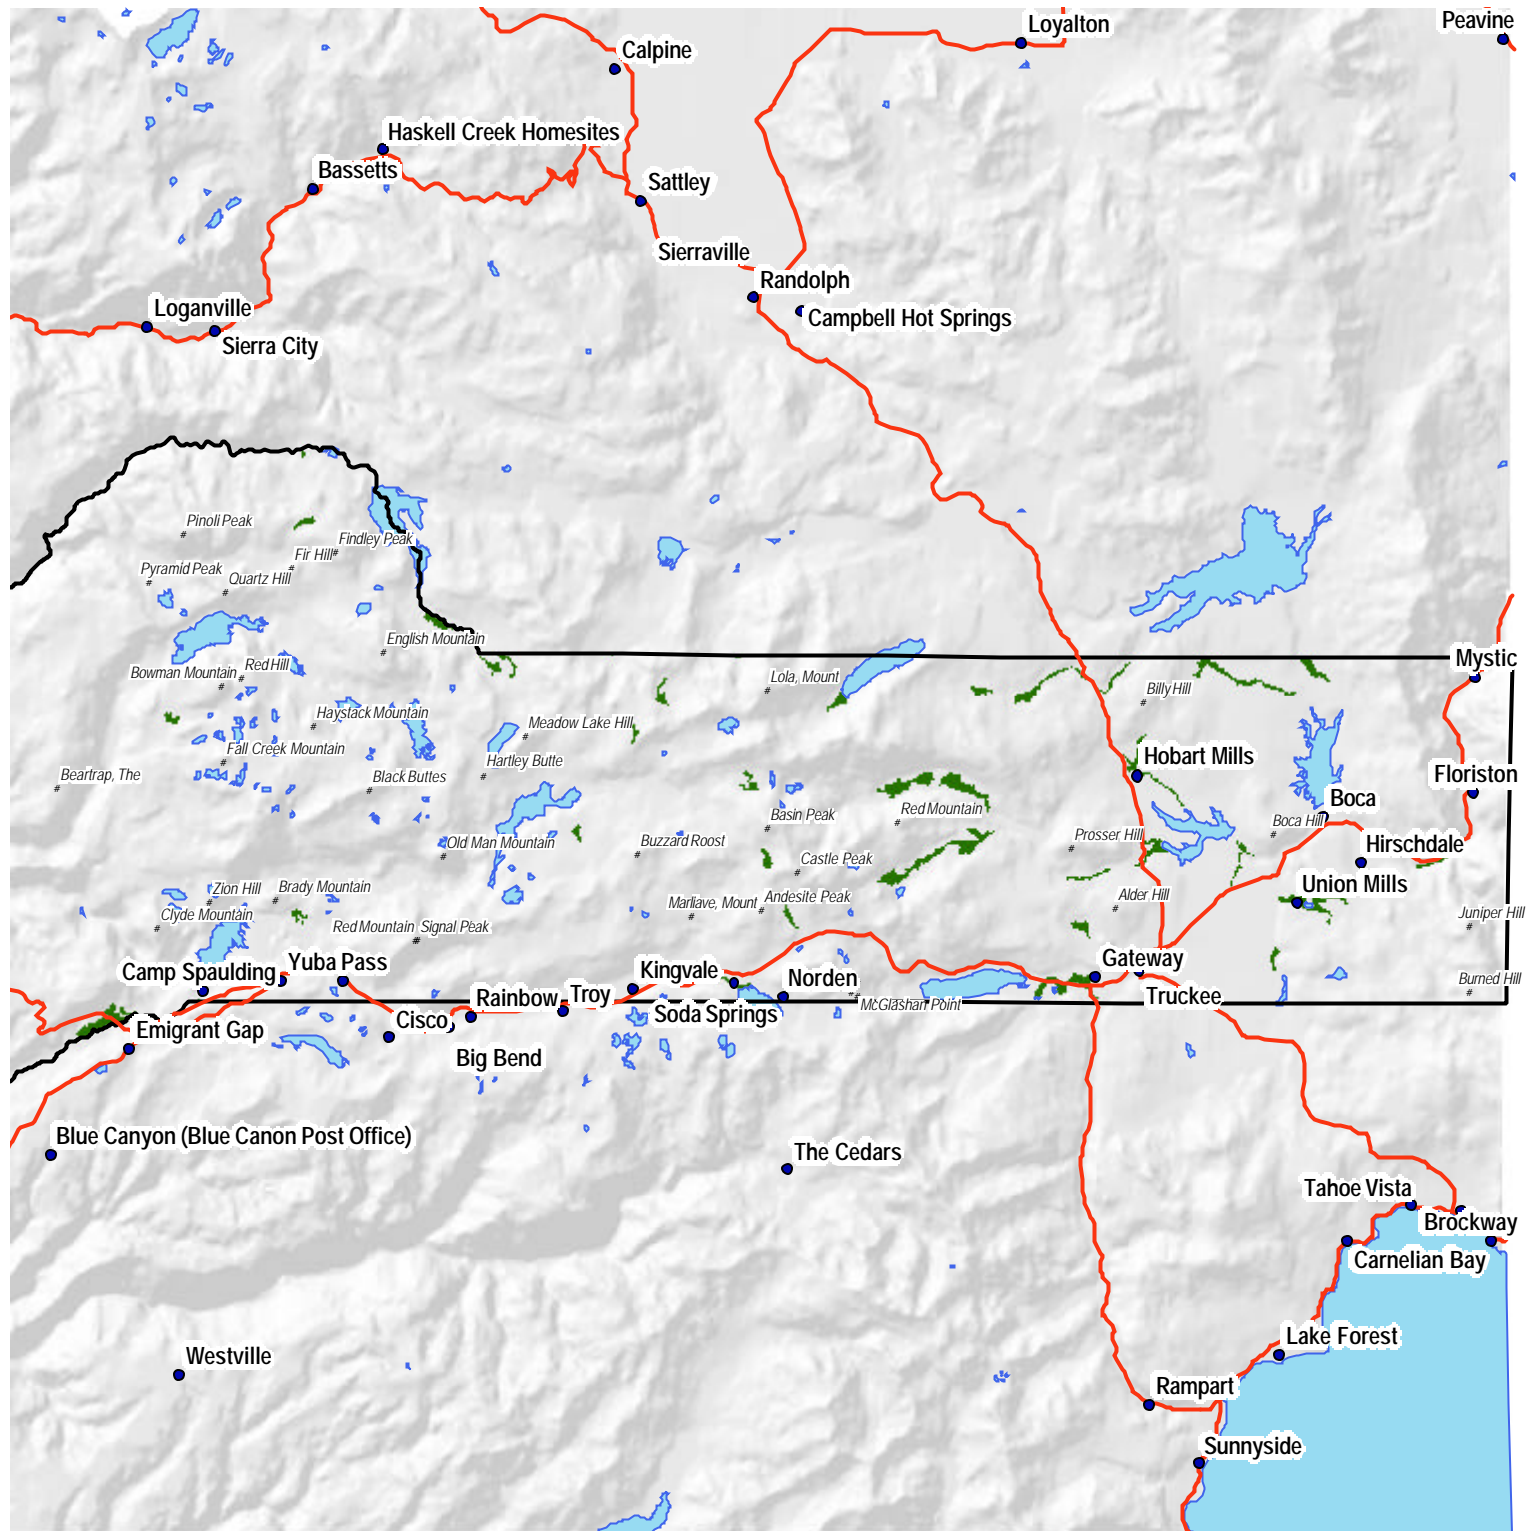 Peavine
Loyalton
Calpine
Haskell Creek Homesites
Bassetts
Sattley
Sierraville
Randolph
Loganville
Campbell Hot Springs
Sierra City
Pinoli Peak
Findley Peak
Fir Hill
Pyramid Peak
Quartz Hill
English Mountain
Mystic
Red Hill
Bowman Mountain
Lola, Mount
Billy Hill
Haystack Mountain
Meadow Lake Hill
Fall Creek Mountain
Hobart Mills
Hartley Butte
Beartrap, The
Black Buttes
Floriston
Boca
Red Mountain
Basin Peak
Boca Hill
Prosser Hill
Old Man Mountain
Buzzard Roost
Hirschdale
Castle Peak
Union Mills
Zion Hill
Brady Mountain
Alder Hill
Marliave, Mount
Andesite Peak
Clyde Mountain
Juniper Hill
Red Mountain
Signal Peak
Gateway
Yuba Pass
Camp Spaulding
Kingvale
Norden
Burned Hill
Troy
Rainbow
Truckee
McGlashan Point
Soda Springs
Cisco
Emigrant Gap
Big Bend
Blue Canyon (Blue Canon Post Office)
The Cedars
Tahoe Vista
Brockway
Carnelian Bay
Lake Forest
Westville
Rampart
Sunnyside